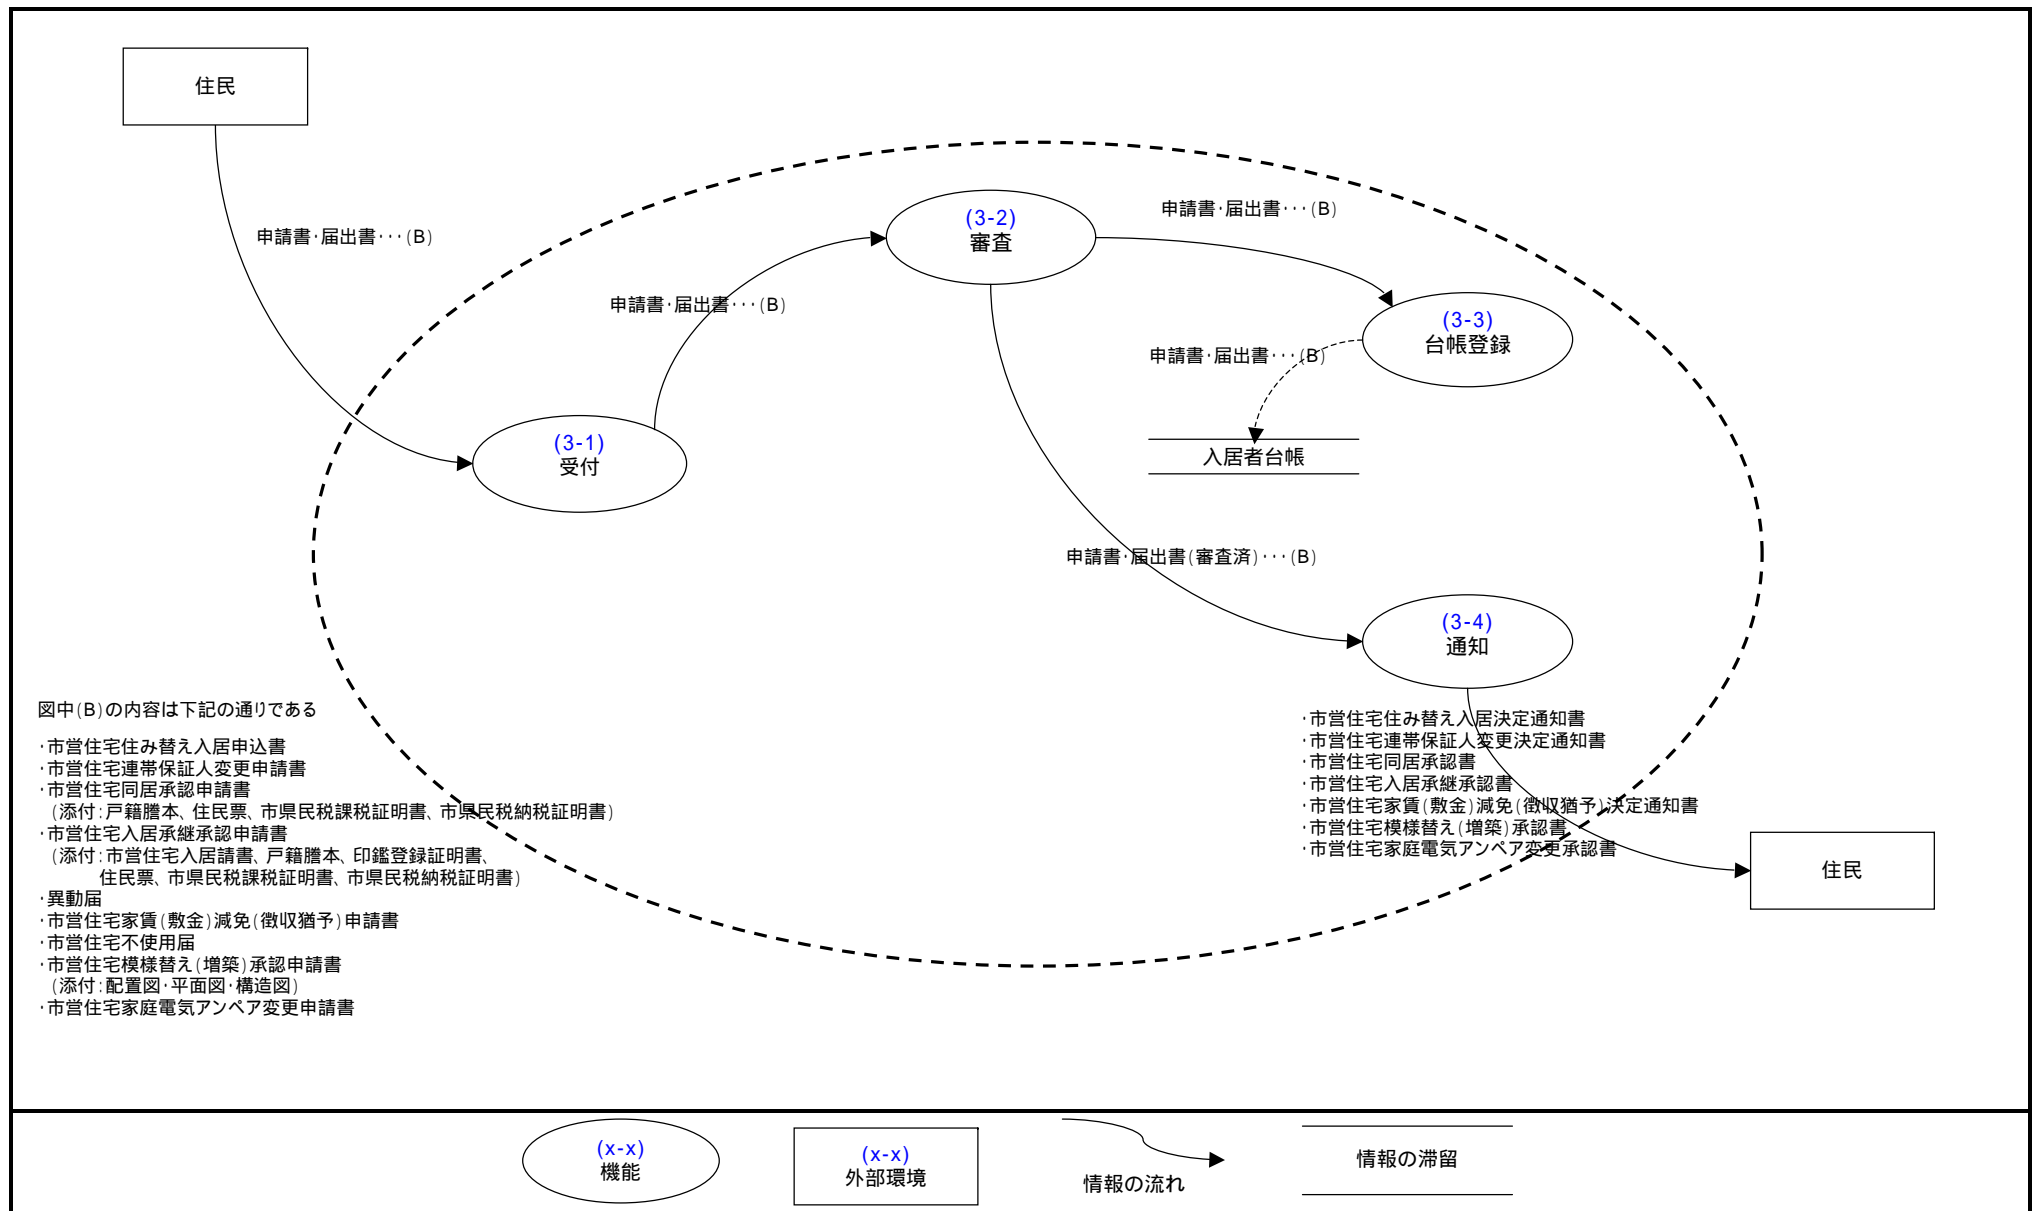 住民
申請書・届出書・・・(B)
(3-2)
審査
申請書・届出書・・・(B)
申請書・届出書・・・(B)
(3-3)
台帳登録
申請書・届出書・・・(B)
入居者台帳
(3-1)
受付
申請書・届出書(審査済)・・・(B)
(3-4)
通知
図中(B)の内容は下記の通りである
・市営住宅住み替え入居申込書
・市営住宅連帯保証人変更申請書
・市営住宅同居承認申請書
(添付:戸籍謄本、住民票、市県民税課税証明書、市県民税納税証明書)
・市営住宅入居承継承認申請書
(添付:市営住宅入居請書、戸籍謄本、印鑑登録証明書、
住民票、市県民税課税証明書、市県民税納税証明書)
・異動届
・市営住宅家賃(敷金)減免(徴収猶予)申請書
・市営住宅不使用届
・市営住宅模様替え(増築)承認申請書
(添付:配置図・平面図・構造図)
・市営住宅家庭電気アンペア変更申請書
・市営住宅住み替え入居決定通知書
・市営住宅連帯保証人変更決定通知書
・市営住宅同居承認書
・市営住宅入居承継承認書
・市営住宅家賃(敷金)減免(徴収猶予)決定通知書
・市営住宅模様替え(増築)承認書
・市営住宅家庭電気アンペア変更承認書
住民
(x-x)
機能
(x-x)
外部環境
情報の流れ
情報の滞留